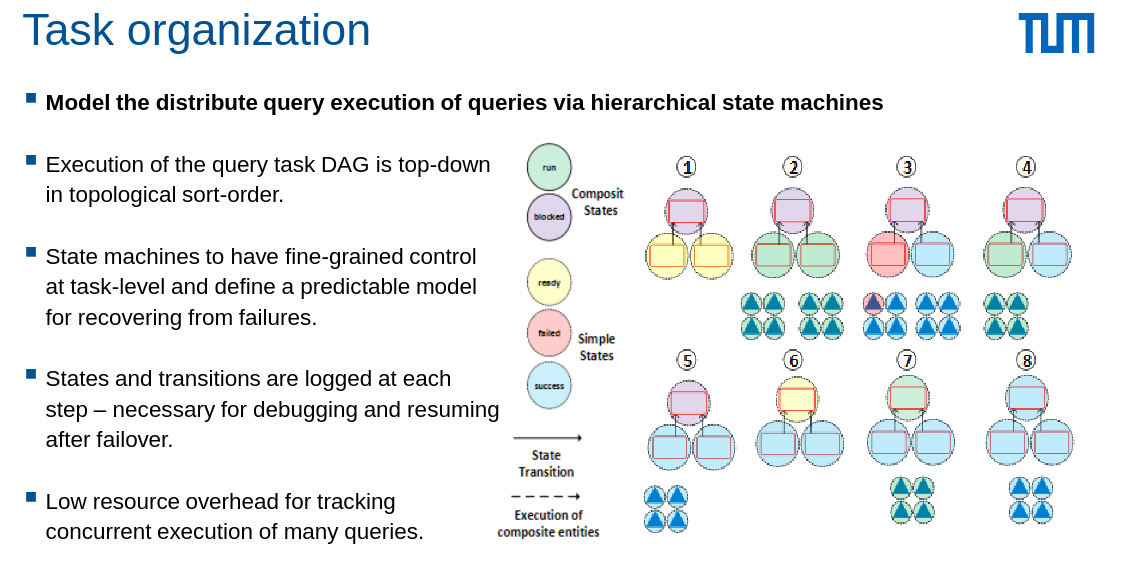 Task organization
TUM
Model the distribute query execution of queries via hierarchical state machines
Execution of the query task DAG is top-down
in topological sort-order.
State machines to have fine-grained control
at task-level and define a predictable model
for recovering from failures.
States and transitions are logged at each
step – necessary for debugging and resuming
after failover.
Low resource overhead for tracking
concurrent execution of many queries.
run
blocked
Composit
States
ready
failed
success
Simple
States
State
Transition
Execution of
composite entities
1
2
3
4
5
6
7
8